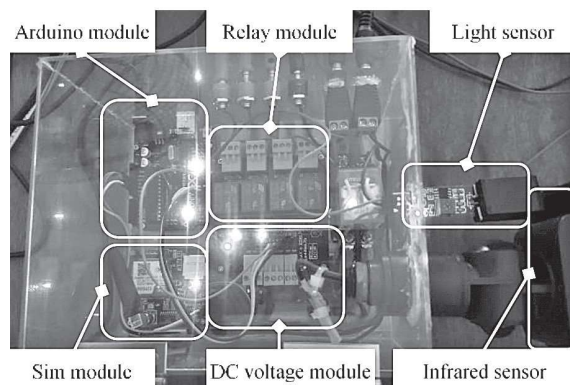 Arduino module
Relay module
Light sensor
Sim module
DC voltage module
Infrared sensor